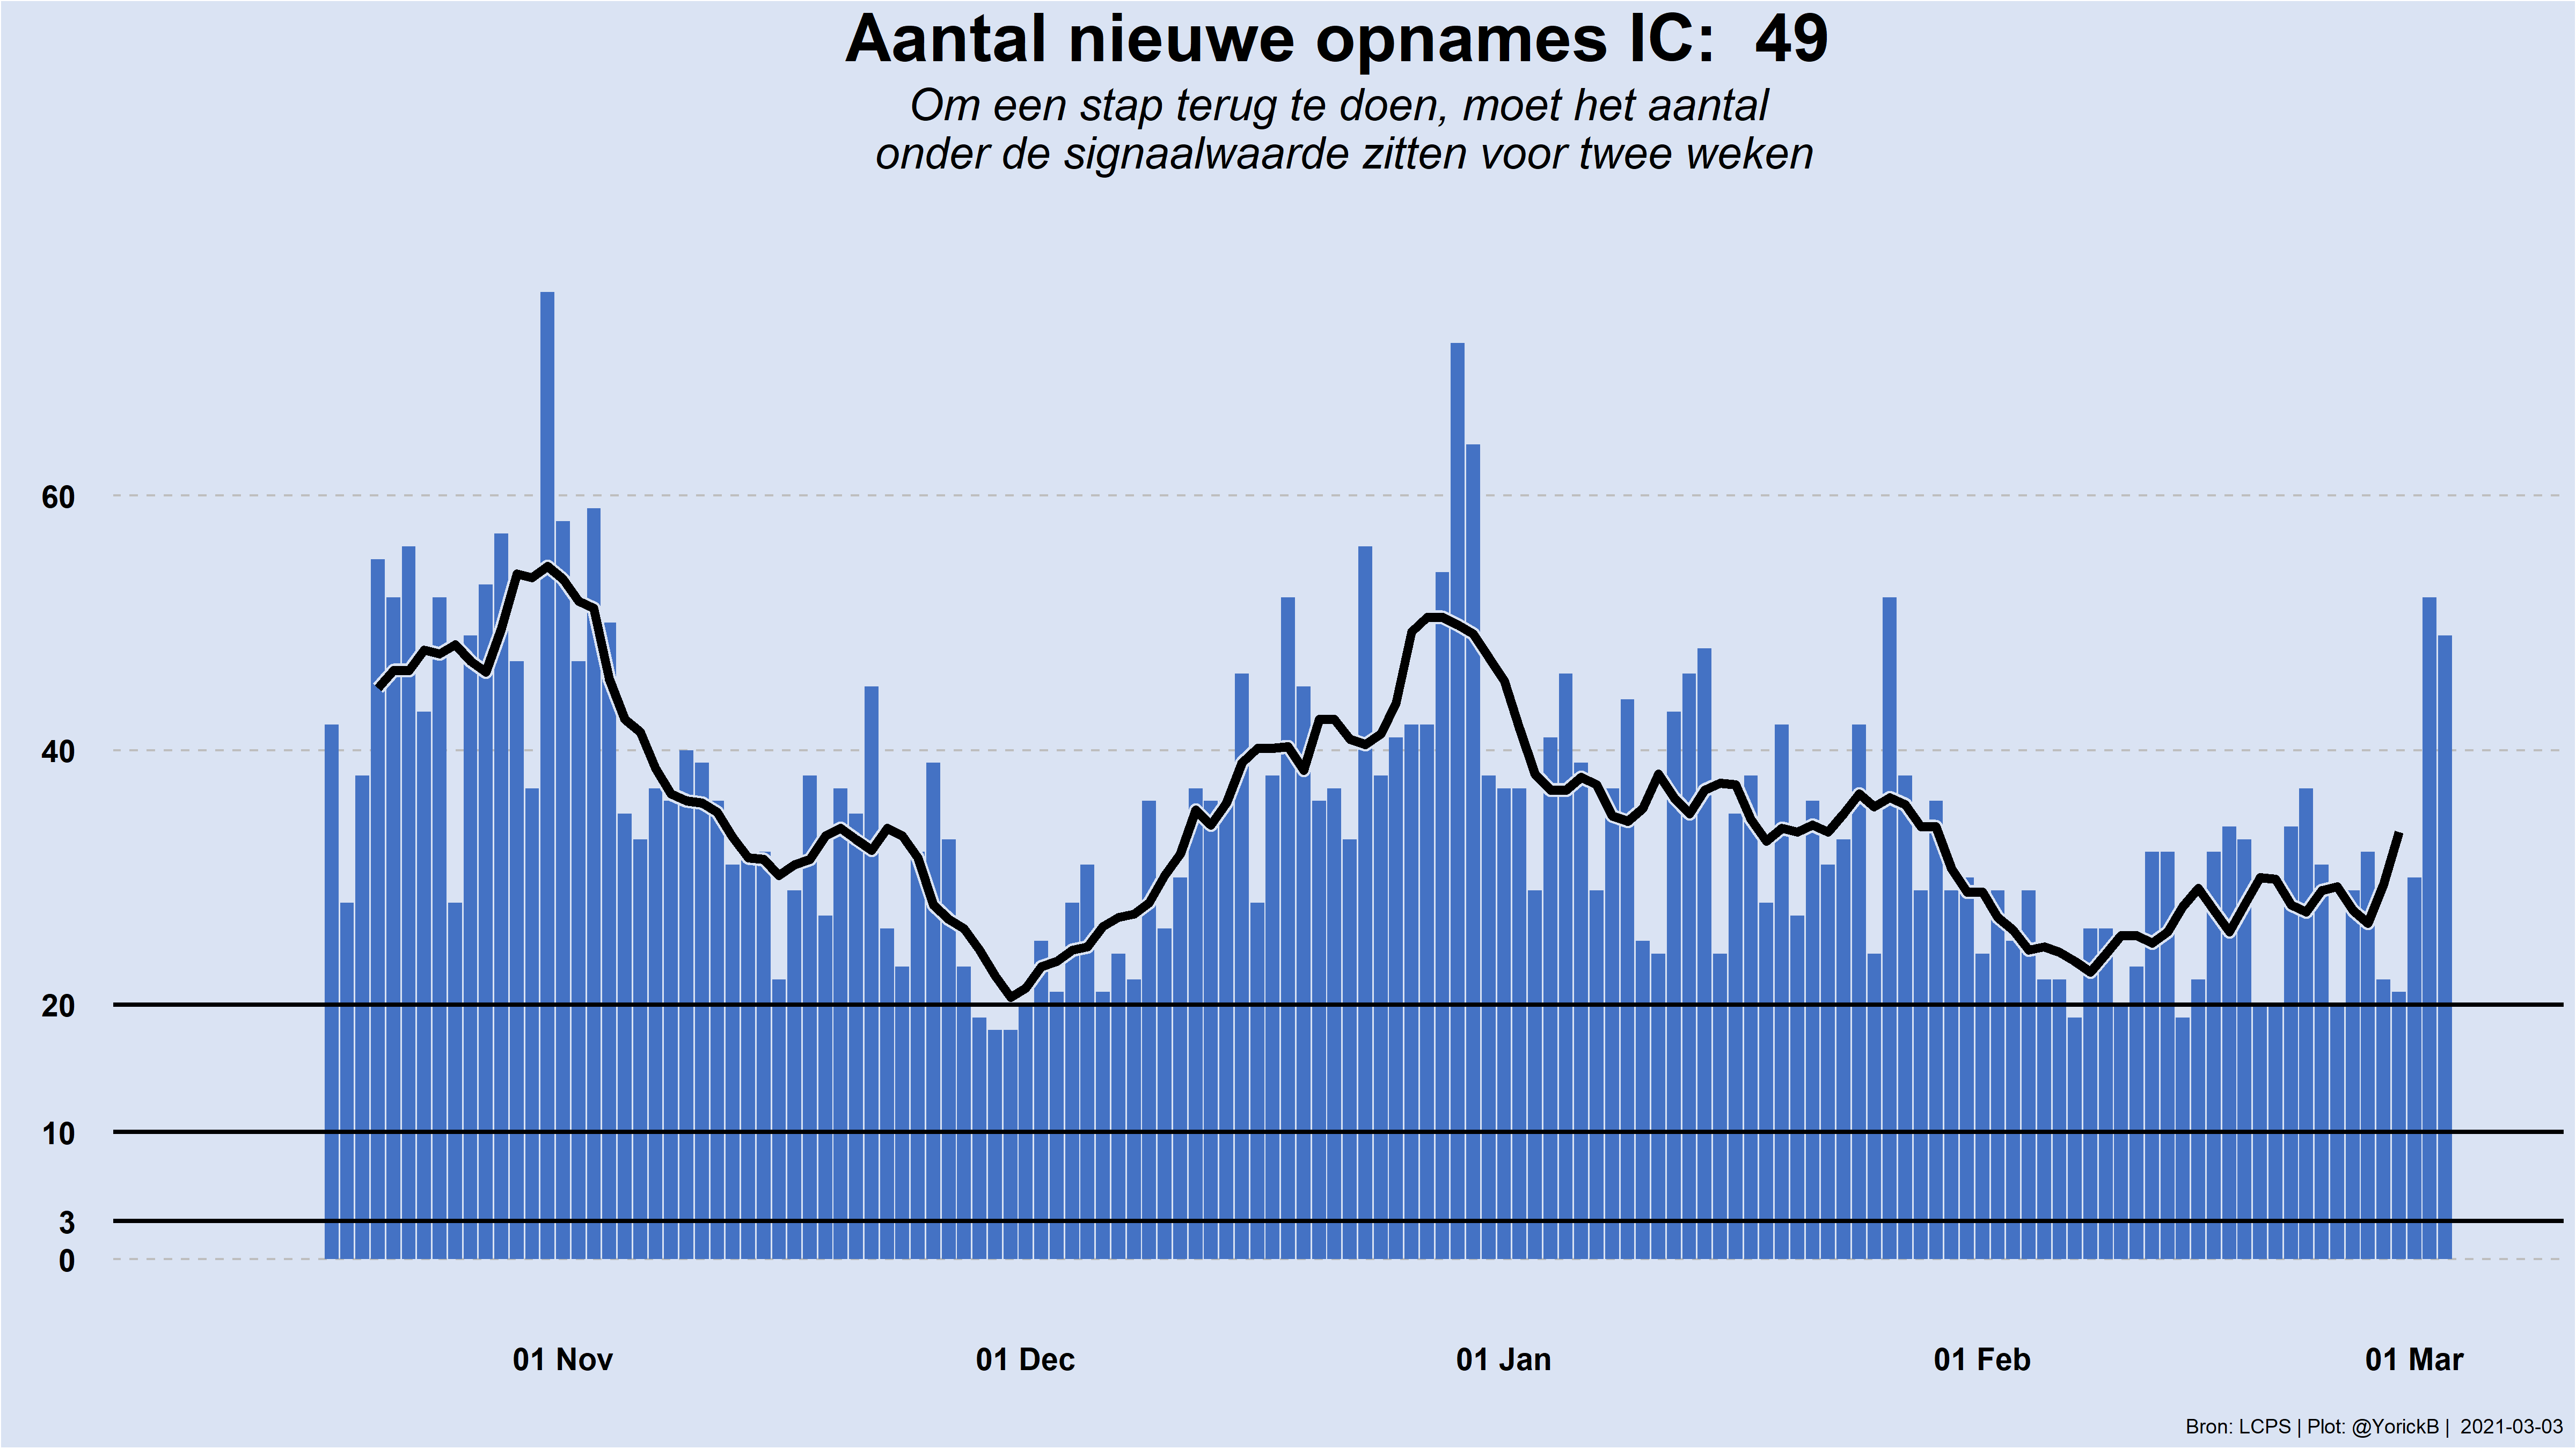 Aantal nieuwe opnames IC:  49
Om een stap terug te doen, moet het aantal
onder de signaalwaarde zitten voor twee weken
60
40
20
10
3
0
01 Nov
01 Dec
01 Jan
01 Feb
01 Mar
Bron: LCPS | Plot: @YorickB |  2021-03-03